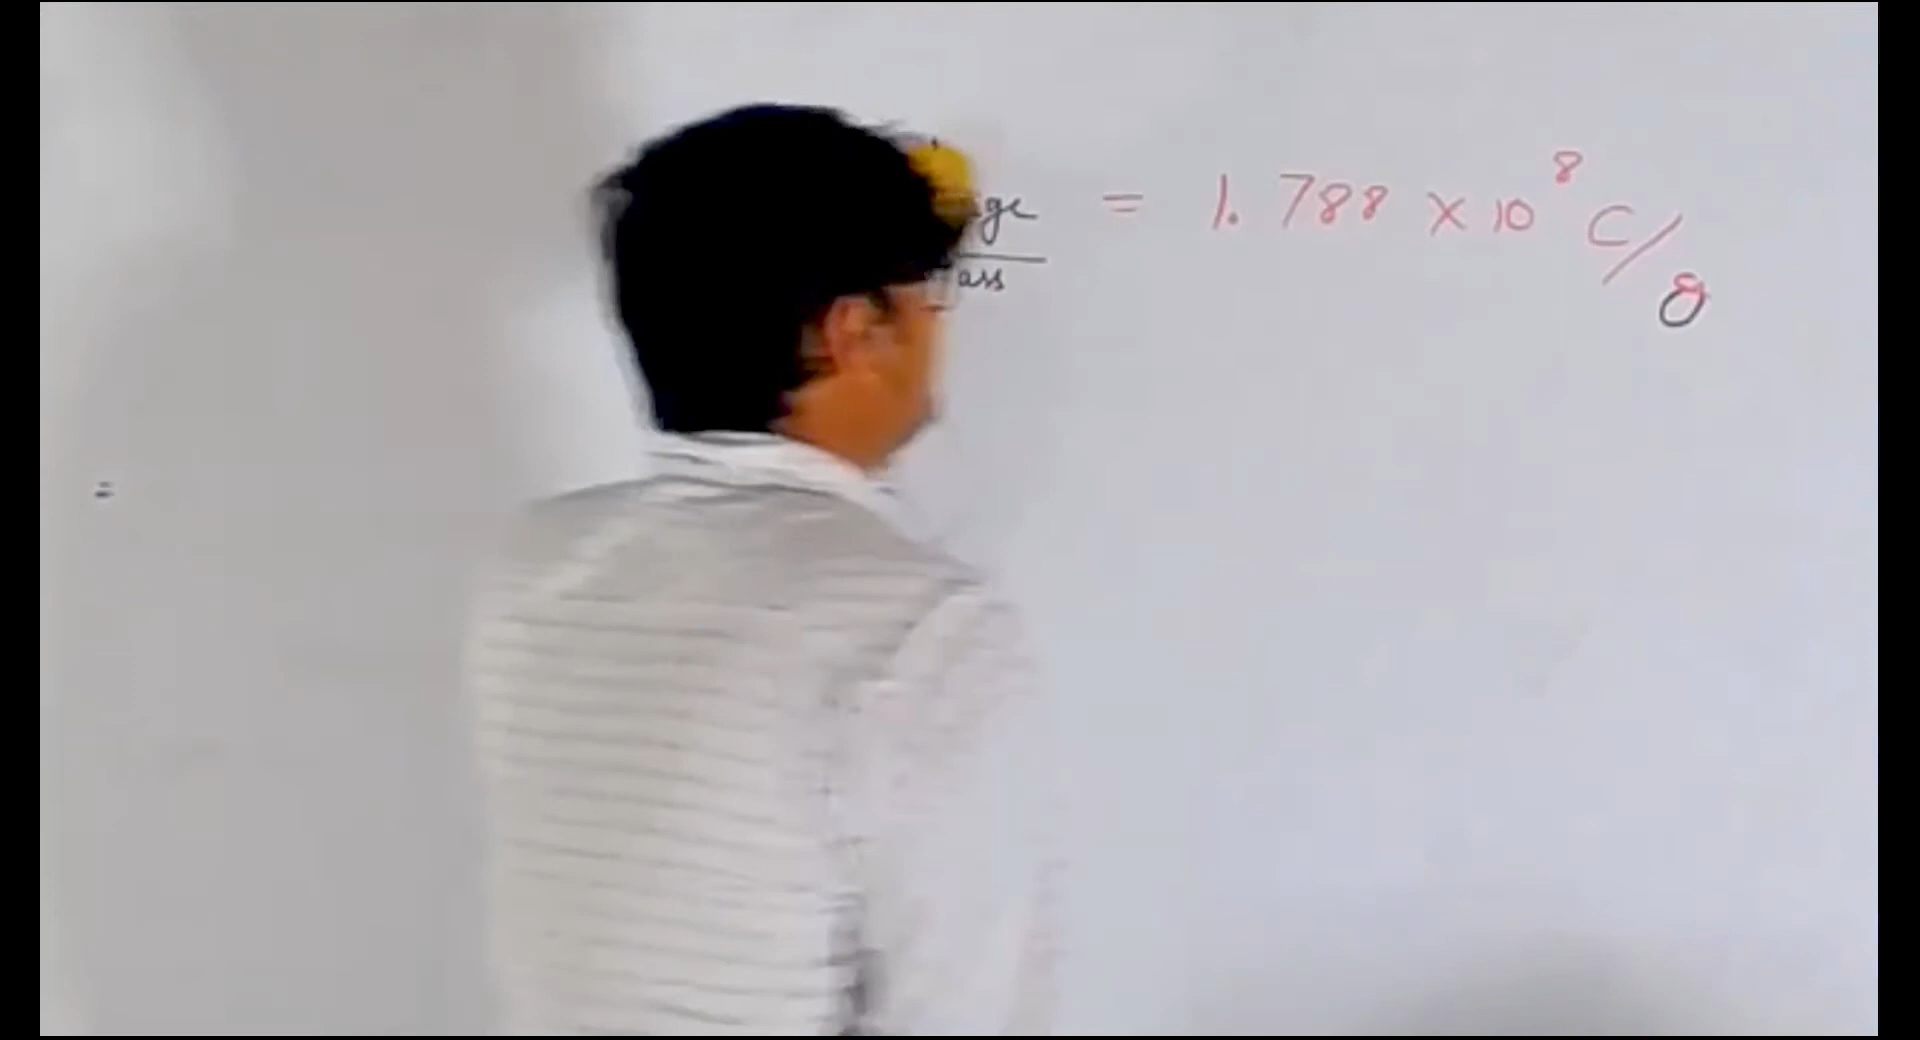 ge = 1.788 × 10⁸ C/g
ass
=